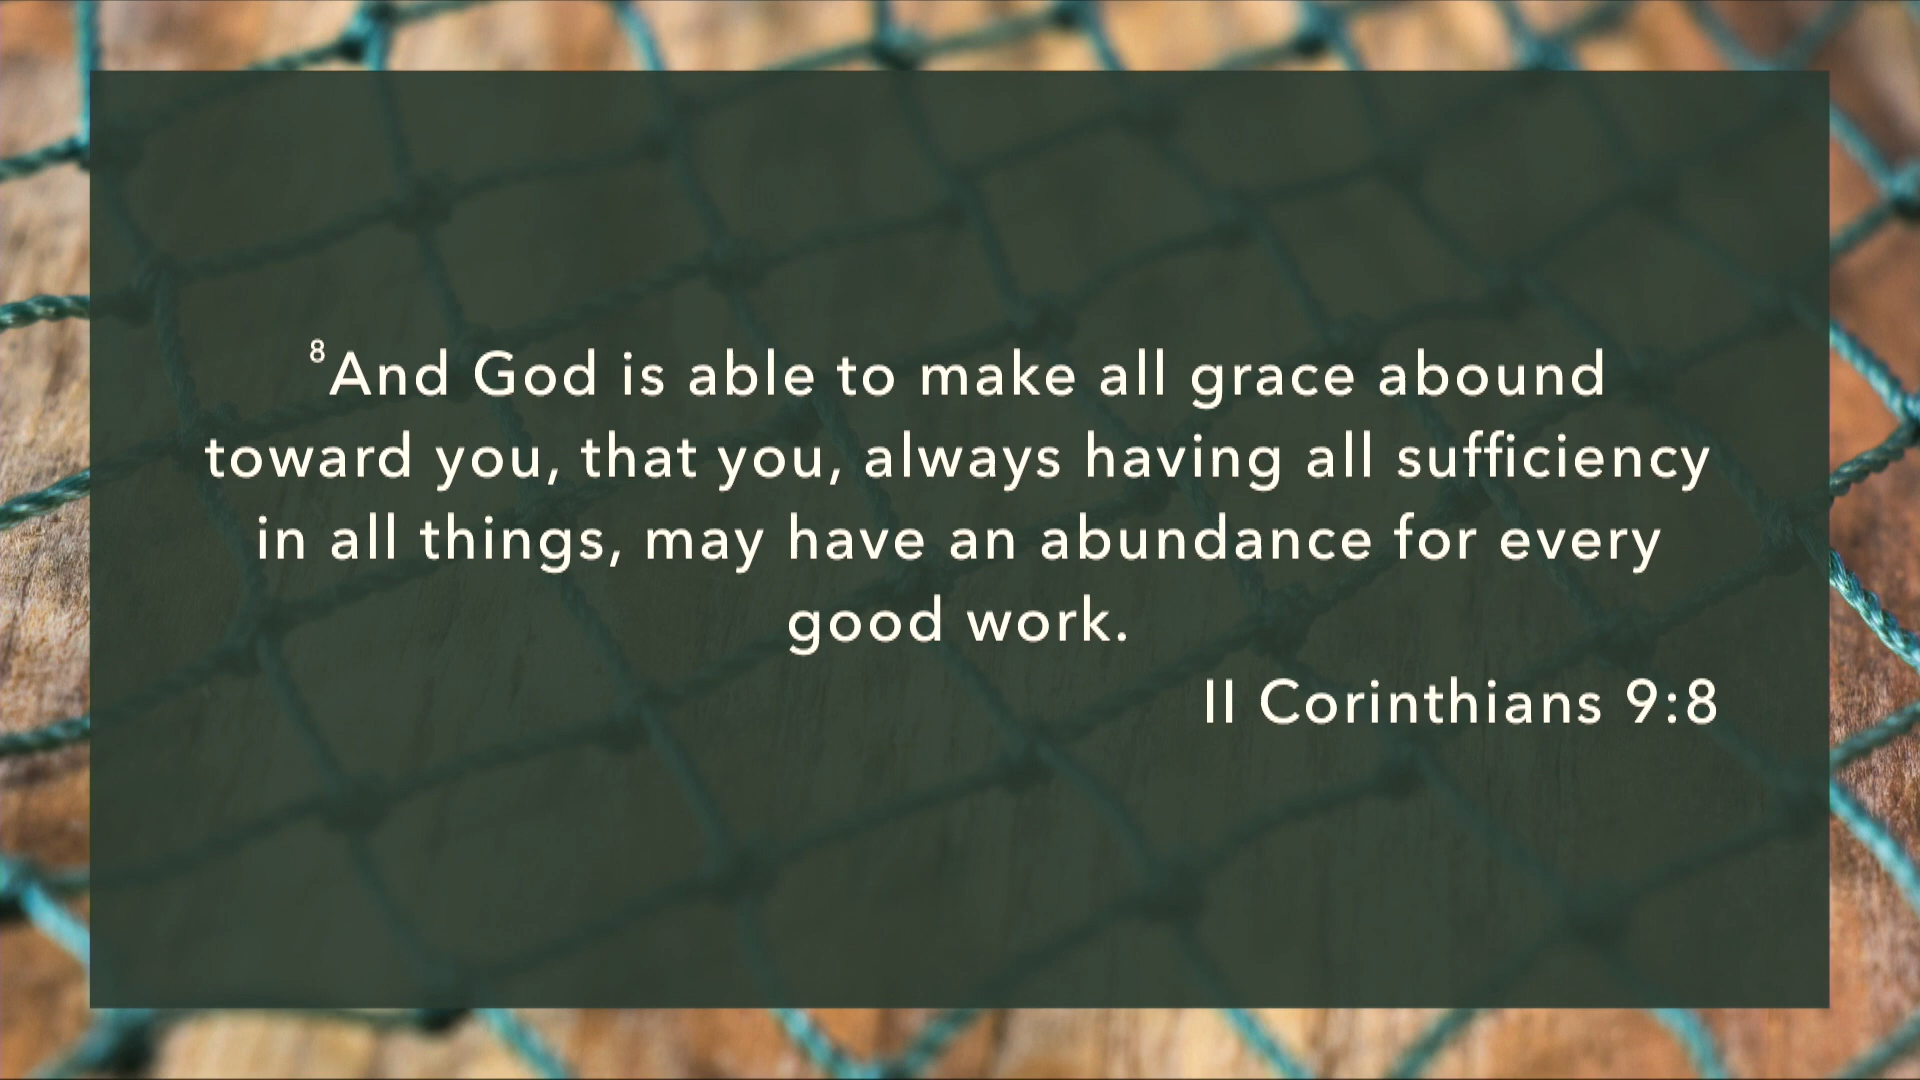 ⁸And God is able to make all grace abound
toward you, that you, always having all sufficiency
in all things, may have an abundance for every
good work.
II Corinthians 9:8